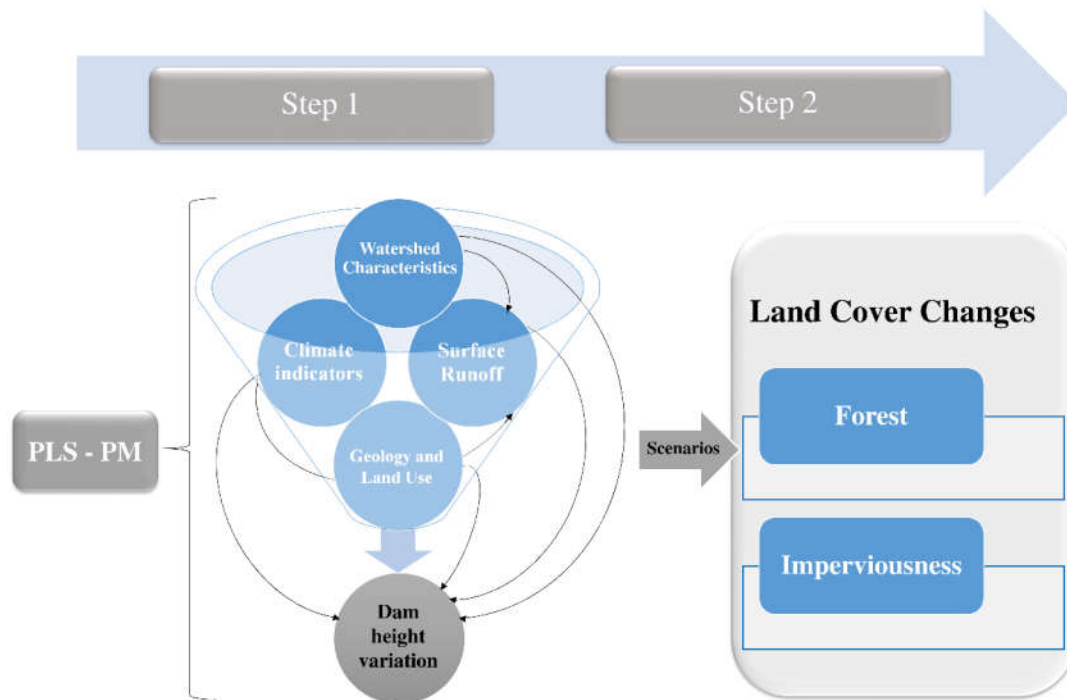 Step 1
Step 2
Watershed
Characteristics
Climate
indicators
Surface
Runoff
Geology and
Land Use
PLS - PM
Dam
height
variation
Scenarios
Land Cover Changes
Forest
Imperviousness